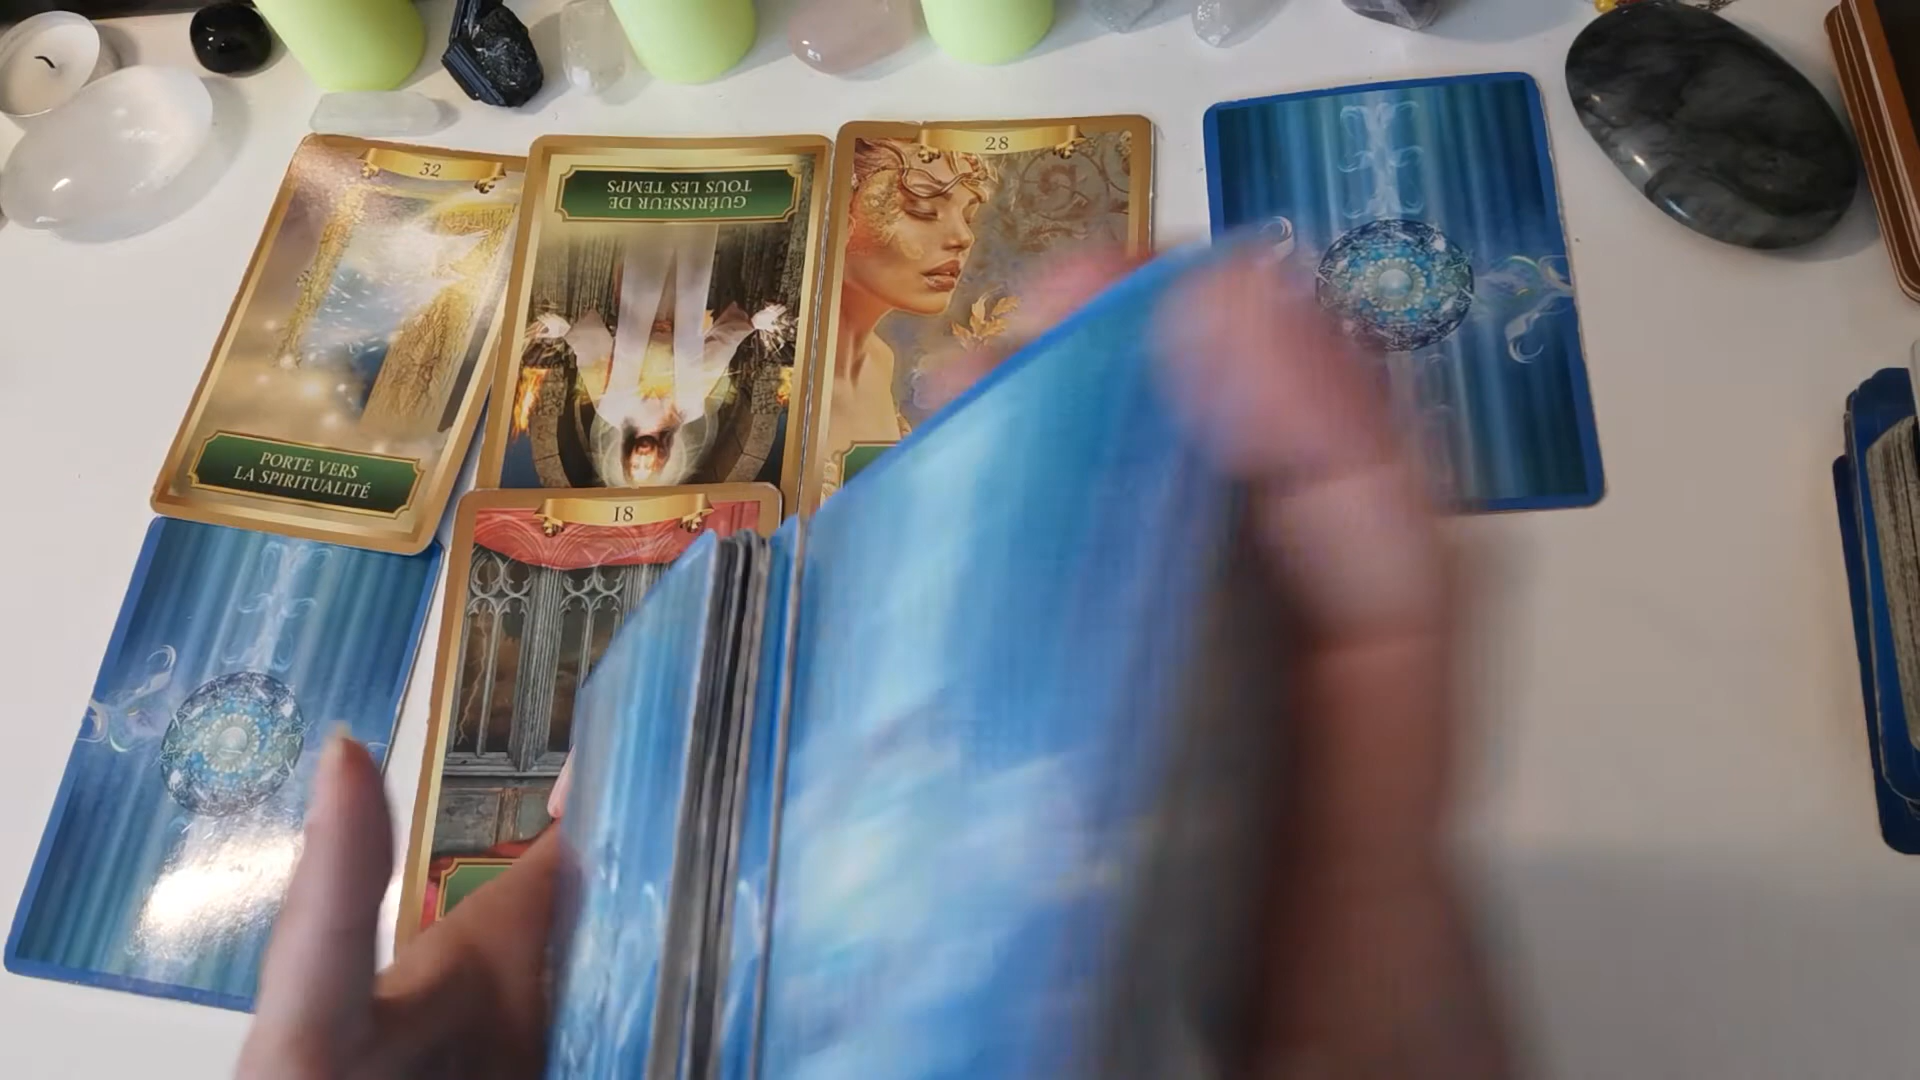 32
PORTE VERS
LA SPIRITUALITÉ
GUÉRISSEUR DE
TOUS LES TEMPS
28
18